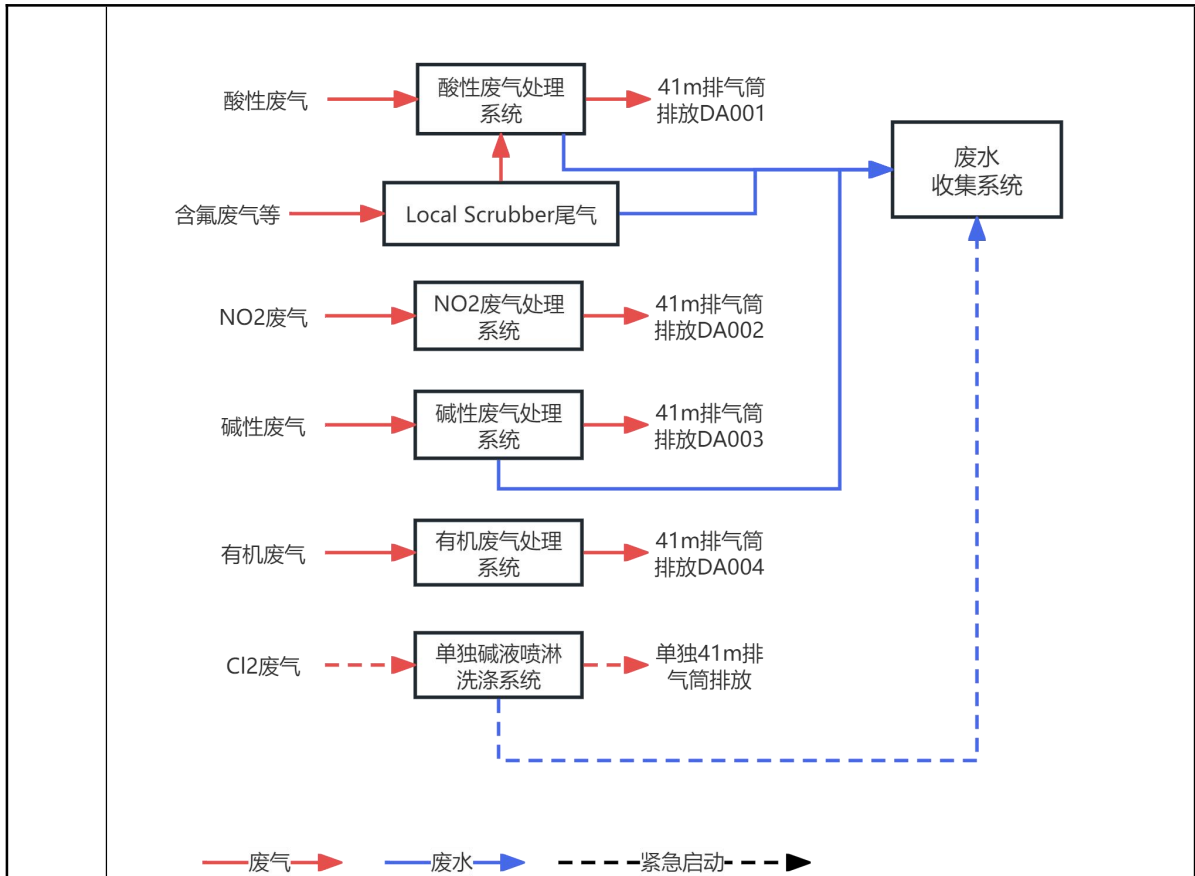 酸性废气
酸性废气处理
系统
41m排气筒
排放DA001
废水
收集系统
含氟废气等
Local Scrubber尾气
NO2废气
NO2废气处理
系统
41m排气筒
排放DA002
碱性废气
碱性废气处理
系统
41m排气筒
排放DA003
有机废气
有机废气处理
系统
41m排气筒
排放DA004
Cl2废气
单独碱液喷淋
洗涤系统
单独41m排
气筒排放
废气
废水
紧急启动